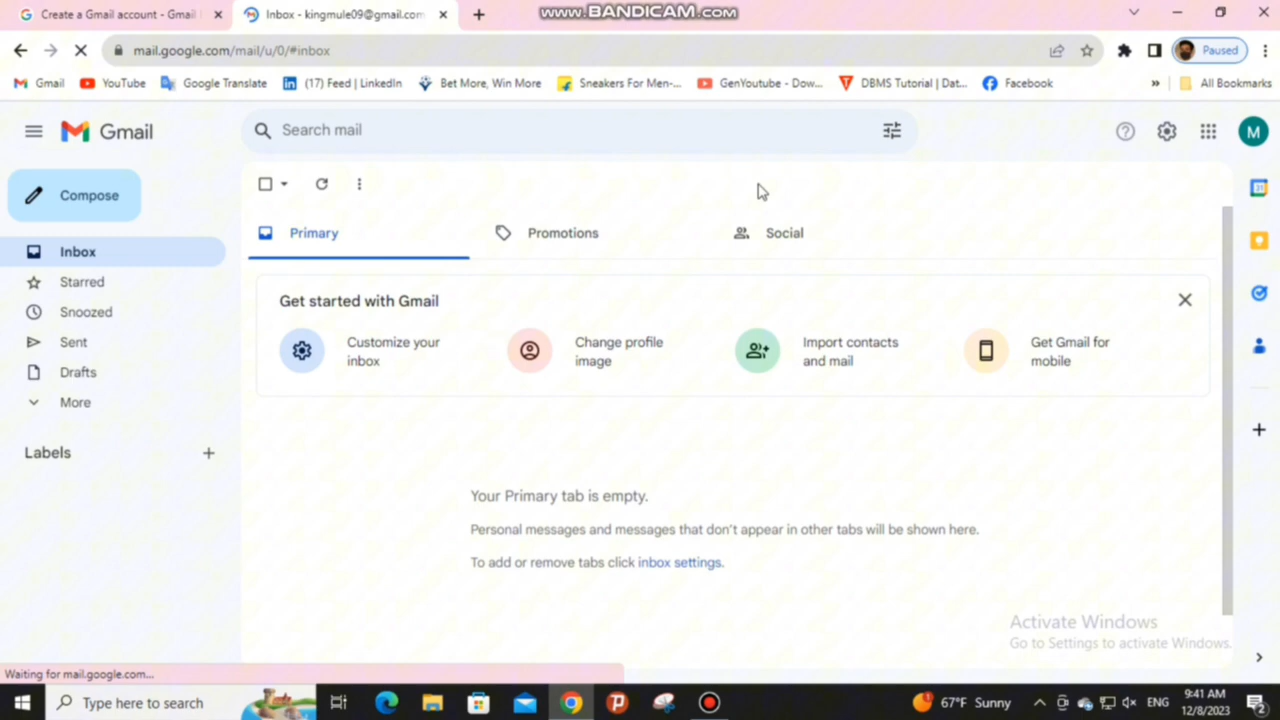 Create a Gmail account - Gmail
Inbox - kingmule09@gmail.com
www.BANDICAM.com
mail.google.com/mail/u/0/#inbox
Paused
Gmail
YouTube
Google Translate
(17) Feed | LinkedIn
Bet More, Win More
Sneakers For Men-...
GenYoutube - Dow...
DBMS Tutorial | Dat...
Facebook
»
All Bookmarks
Gmail
Search mail
M
Compose
Primary
Promotions
Social
Inbox
Starred
Snoozed
Sent
Drafts
More
Labels
Get started with Gmail
Customize your
inbox
Change profile
image
Import contacts
and mail
Get Gmail for
mobile
Your Primary tab is empty.
Personal messages and messages that don't appear in other tabs will be shown here.
To add or remove tabs click inbox settings.
Activate Windows
Go to Settings to activate Windows.
Waiting for mail.google.com...
Type here to search
67°F Sunny
ENG
9:41 AM
12/8/2023
2